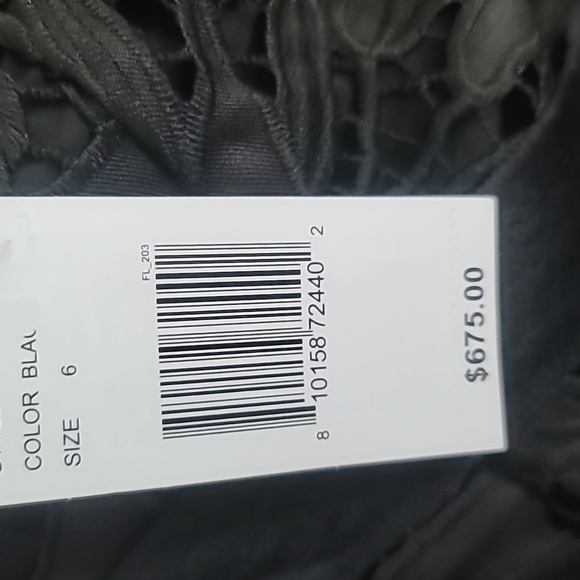 COLOR BLAC
SIZE 6
FL_203
8 10158 72440 2
$675.00